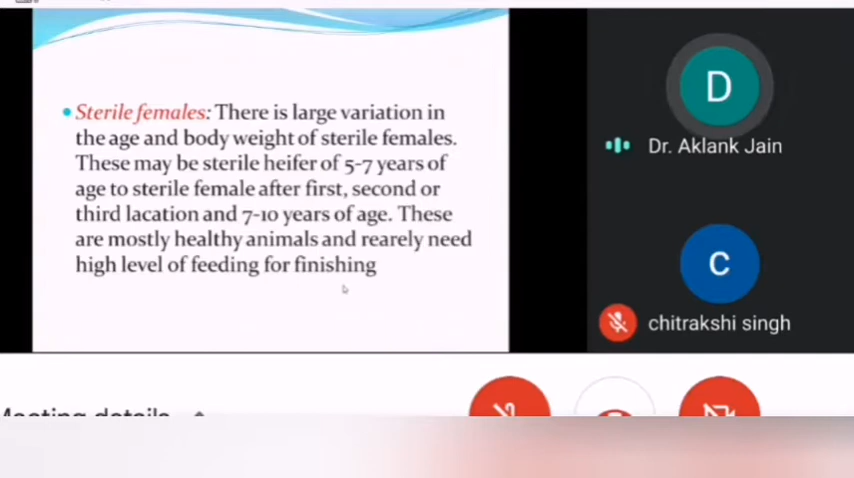 Sterile females: There is large variation in
the age and body weight of sterile females.
These may be sterile heifer of 5-7 years of
age to sterile female after first, second or
third lacation and 7-10 years of age. These
are mostly healthy animals and rearely need
high level of feeding for finishing
D
Dr. Aklank Jain
C
chitrakshi singh
Meeting details